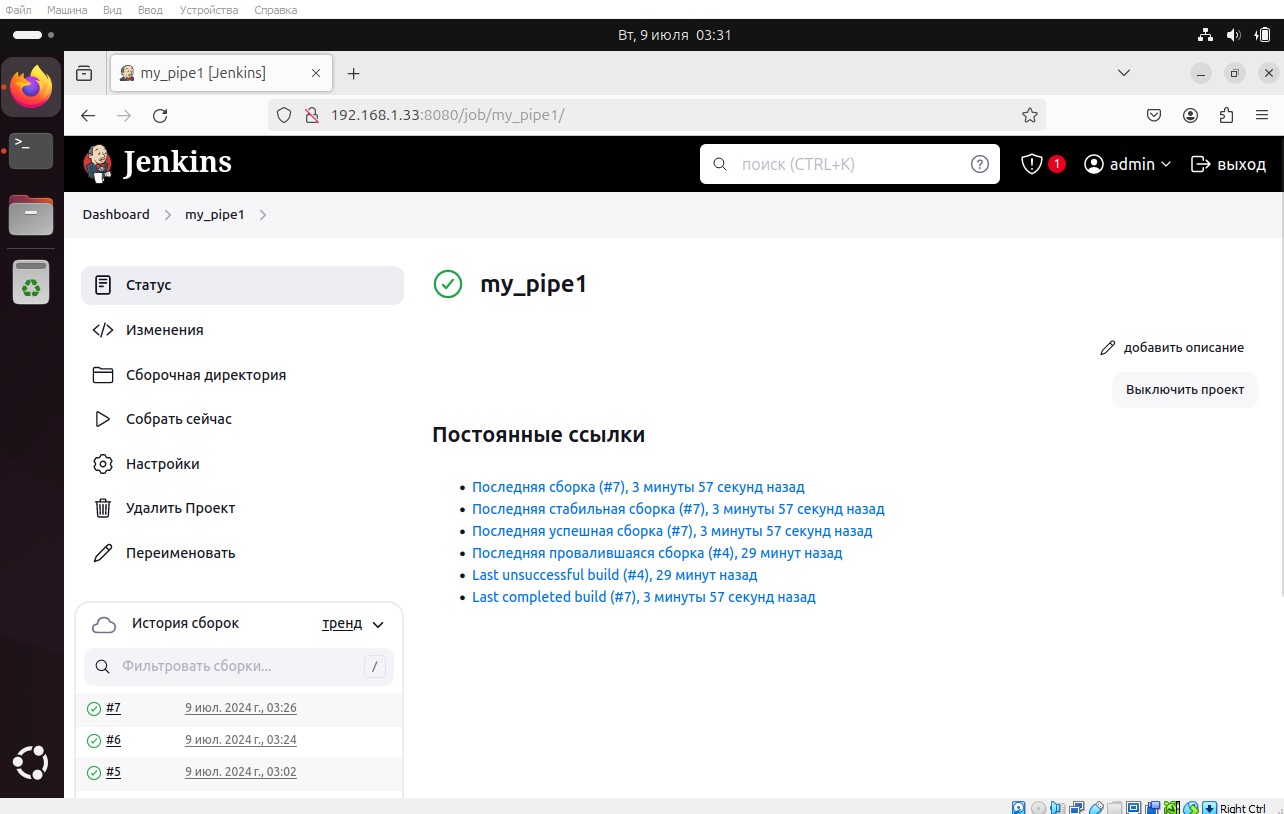 Файл Машина Вид Ввод Устройства Справка
Вт, 9 июля 03:31
my_pipe1 [Jenkins]
192.168.1.33:8080/job/my_pipe1/
Jenkins
поиск (CTRL+K)
1
admin
выход
Dashboard
my_pipe1
Статус
Изменения
Сборочная директория
Собрать сейчас
Настройки
Удалить Проект
Переименовать
История сборок
тренд
Фильтровать сборки...
/
#7 9 июл. 2024 г., 03:26
#6 9 июл. 2024 г., 03:24
#5 9 июл. 2024 г., 03:02
my_pipe1
добавить описание
Выключить проект
Постоянные ссылки
Последняя сборка (#7), 3 минуты 57 секунд назад
Последняя стабильная сборка (#7), 3 минуты 57 секунд назад
Последняя успешная сборка (#7), 3 минуты 57 секунд назад
Последняя провалившаяся сборка (#4), 29 минут назад
Last unsuccessful build (#4), 29 минут назад
Last completed build (#7), 3 минуты 57 секунд назад
Right Ctrl